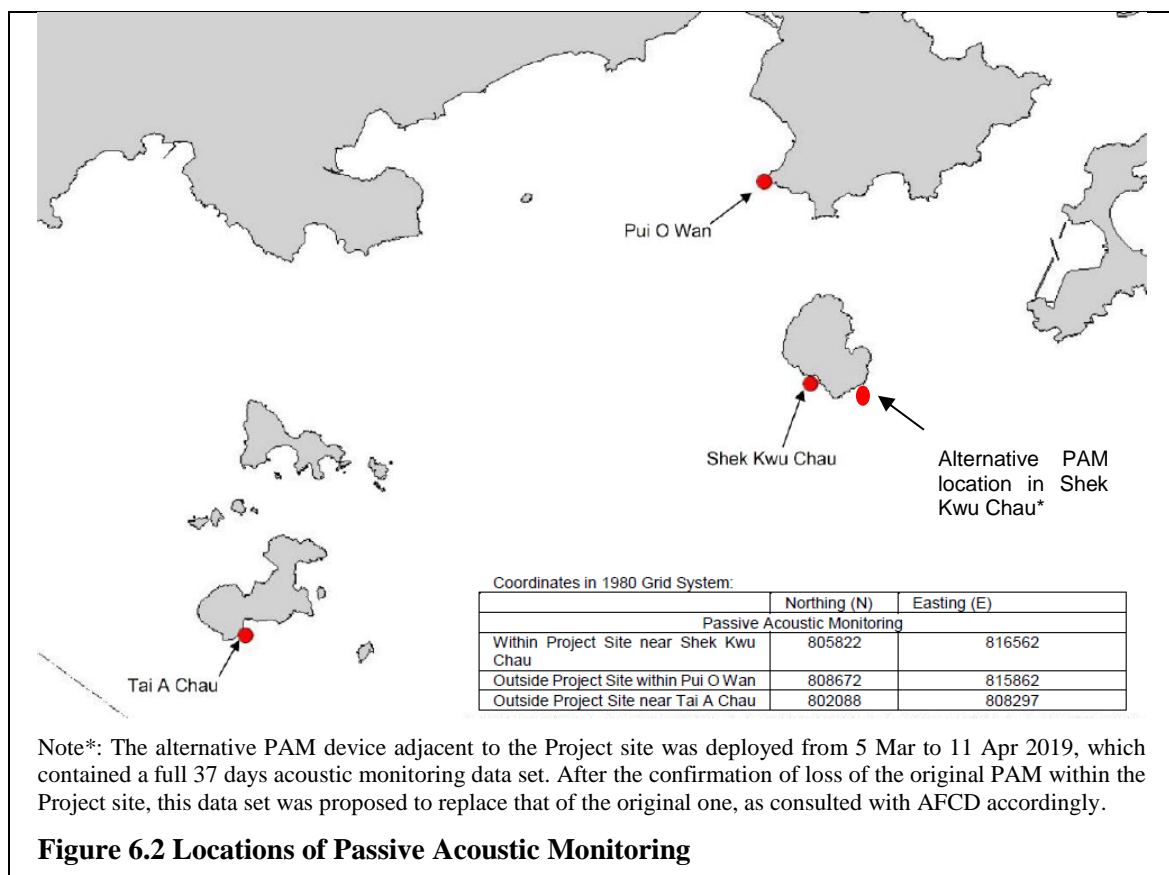 Pui O Wan
Shek Kwu Chau
Alternative PAM
location in Shek
Kwu Chau*
Tai A Chau
Coordinates in 1980 Grid System:
Northing (N) Easting (E)
Passive Acoustic Monitoring
Within Project Site near Shek Kwu 805822 816562
Chau
Outside Project Site within Pui O Wan 808672 815862
Outside Project Site near Tai A Chau 802088 808297
Note*: The alternative PAM device adjacent to the Project site was deployed from 5 Mar to 11 Apr 2019, which
contained a full 37 days acoustic monitoring data set. After the confirmation of loss of the original PAM within the
Project site, this data set was proposed to replace that of the original one, as consulted with AFCD accordingly.
Figure 6.2 Locations of Passive Acoustic Monitoring